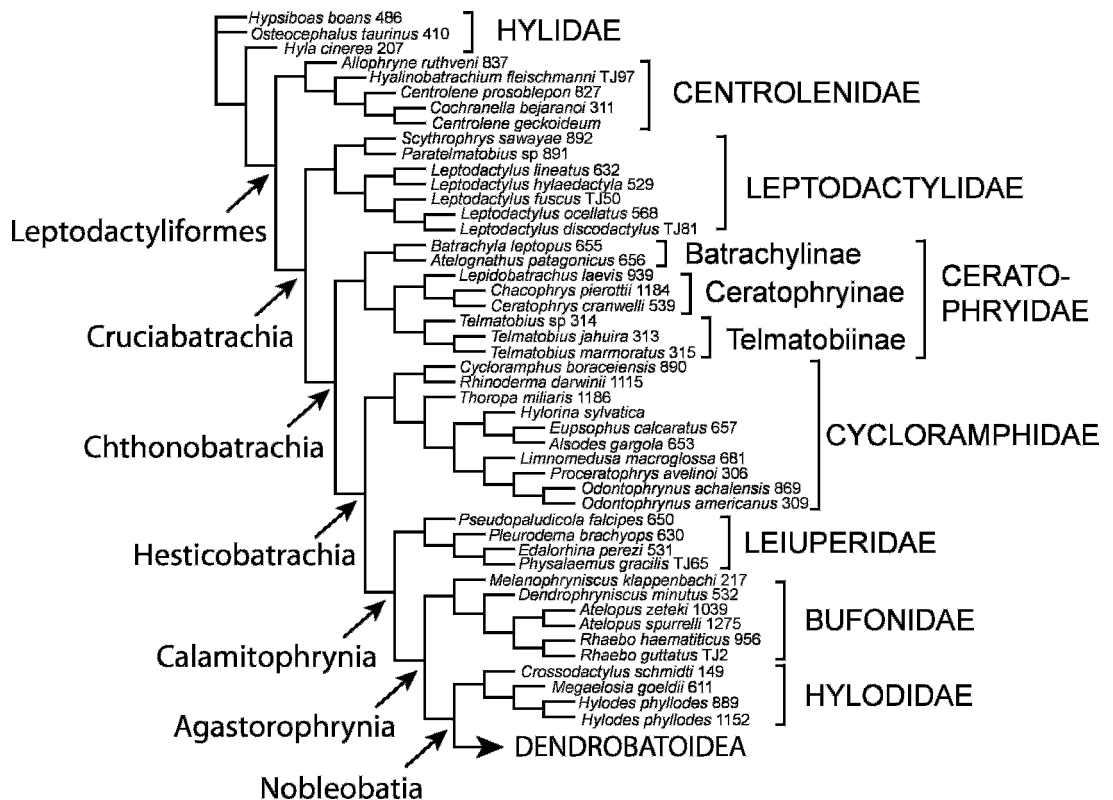 Hypsiboas boans 486
Osteocephalus taurinus 410
Hyla cinerea 207
HYLIDAE
Allophryne ruthveni 837
Hyalinobatrachium fleischmanni TJ97
Centrolene prosoblepon 827
Cochranella bejaranoi 311
Centrolene geckoideum
CENTROLENIDAE
Scythrophrys sawayae 892
Paratelmatobius sp 891
Leptodactylus lineatus 632
Leptodactylus hylaedactyla 529
Leptodactylus fuscus TJ50
Leptodactylus ocellatus 568
Leptodactylus discodactylus TJ81
LEPTODACTYLIDAE
Leptodactyliformes
Batrachyla leptopus 655
Atelognathus patagonicus 656
Batrachylinae
Lepidobatrachus laevis 939
Chacophrys pierottii 1184
Ceratophrys cranwelli 539
Ceratophryinae
CERATO-
PHRYIDAE
Telmatobius sp 314
Telmatobius jahuira 313
Telmatobius marmoratus 315
Telmatobiinae
Cruciabatrachia
Cycloramphus boraceiensis 890
Rhinoderma darwinii 1115
Thoropa miliaris 1186
Hylorina sylvatica
Eupsophus calcaratus 657
Alsodes gargola 653
Limnomedusa macroglossa 681
Proceratophrys avelinoi 306
Odontophrynus achalensis 869
Odontophrynus americanus 309
CYCLORAMPHIDAE
Chthonobatrachia
Pseudopaludicola falcipes 650
Pleurodema brachyops 630
Edalorhina perezi 531
Physalaemus gracilis TJ65
LEIUPERIDAE
Hesticobatrachia
Melanophryniscus klappenbachi 217
Dendrophryniscus minutus 532
Atelopus zeteki 1039
Atelopus spurrelli 1275
Rhaebo haematiticus 956
Rhaebo guttatus TJ2
BUFONIDAE
Calamitophrynia
Crossodactylus schmidti 149
Megaelosia goeldii 611
Hylodes phyllodes 889
Hylodes phyllodes 1152
HYLODIDAE
Agastorophrynia
DENDROBATOIDEA
Nobleobatia